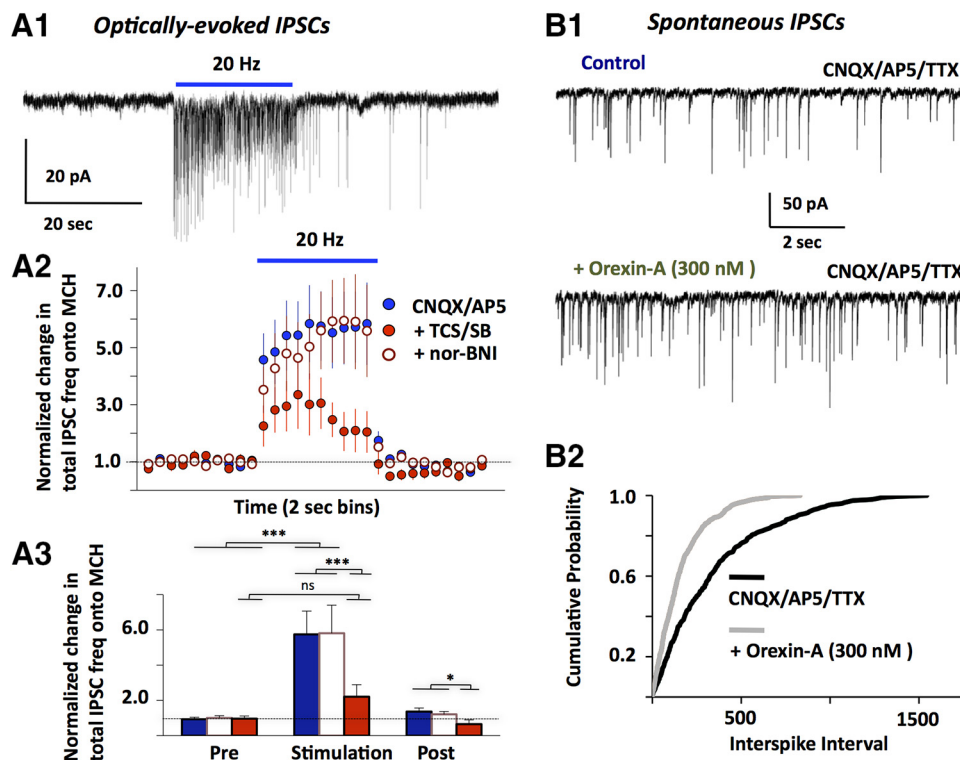 A1
Optically-evoked IPSCs
20 Hz
20 pA
20 sec
A2
20 Hz
Normalized change in
total IPSC freq onto MCH
7.0
5.0
3.0
1.0
CNQX/AP5
+ TCS/SB
+ nor-BNI
Time (2 sec bins)
A3
Normalized change in
total IPSC freq onto MCH
6.0
2.0
***
***
ns
*
Pre
Stimulation
Post
B1
Spontaneous IPSCs
Control
CNQX/AP5/TTX
50 pA
2 sec
+ Orexin-A (300 nM )
CNQX/AP5/TTX
B2
Cumulative Probability
1.0
0.6
0.2
CNQX/AP5/TTX
+ Orexin-A (300 nM )
500
1500
Interspike Interval